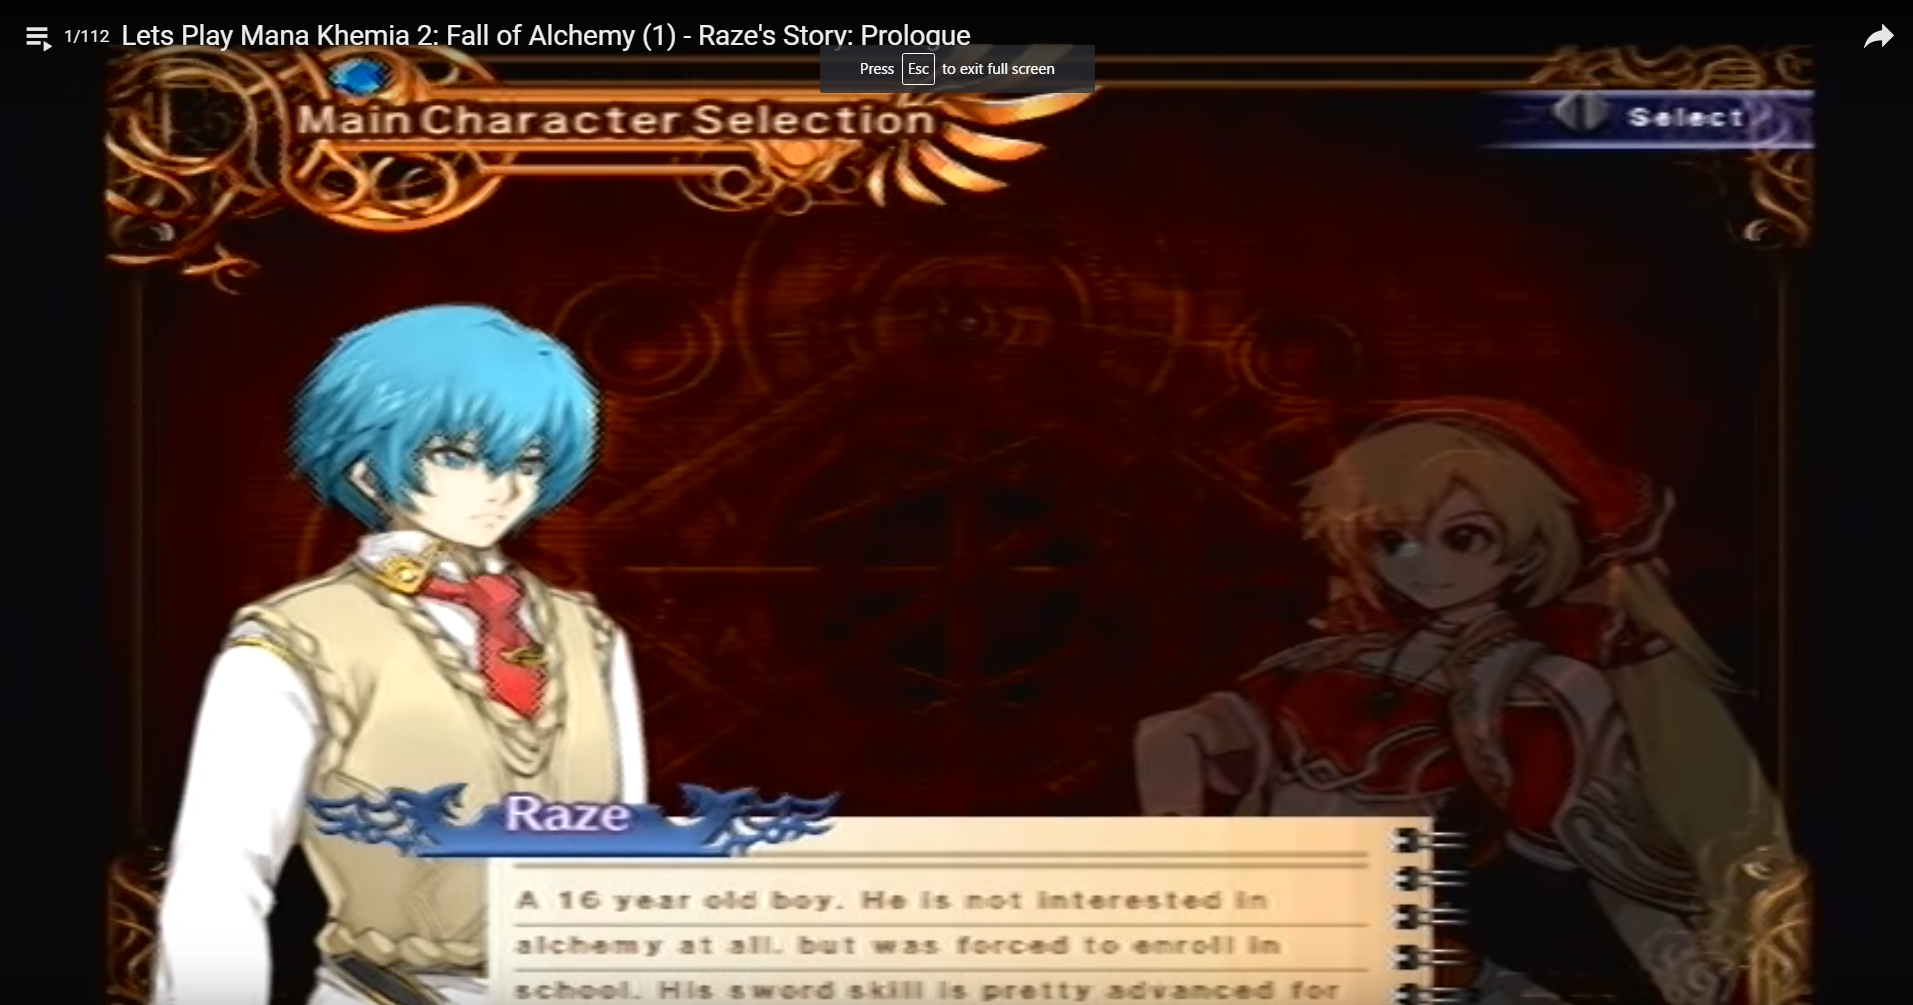 1/112 Lets Play Mana Khemia 2: Fall of Alchemy (1) - Raze's Story: Prologue
Press Esc to exit full screen
Main Character Selection
Select
Raze
A 16 year old boy. He is not interested in
alchemy at all, but was forced to enroll in
school. His sword skill is pretty advanced for